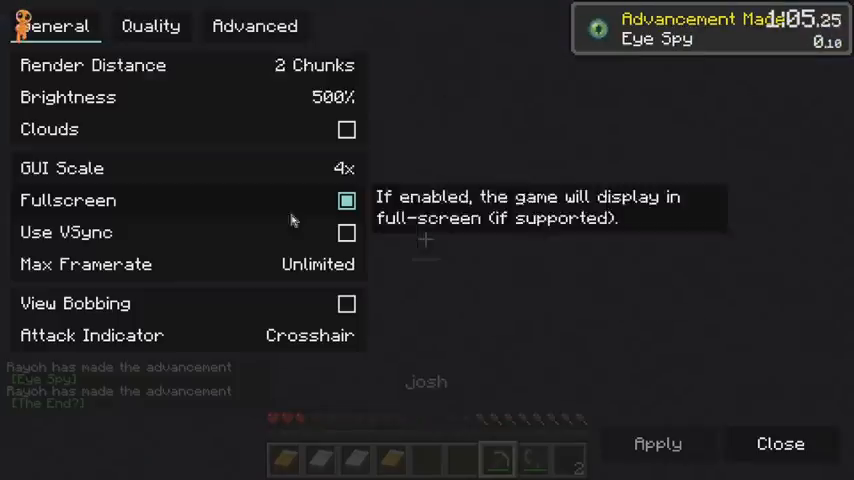 General Quality Advanced
Render Distance 2 Chunks
Brightness 500%
Clouds
GUI Scale 4x
Fullscreen
Use VSync
Max Framerate Unlimited
View Bobbing
Attack Indicator Crosshair
If enabled, the game will display in
full-screen (if supported).
Advancement Made
Eye Spy
1:05.25
0.10
Rayoh has made the advancement
[Eye Spy]
Rayoh has made the advancement
[The End?]
josh
2
Apply Close